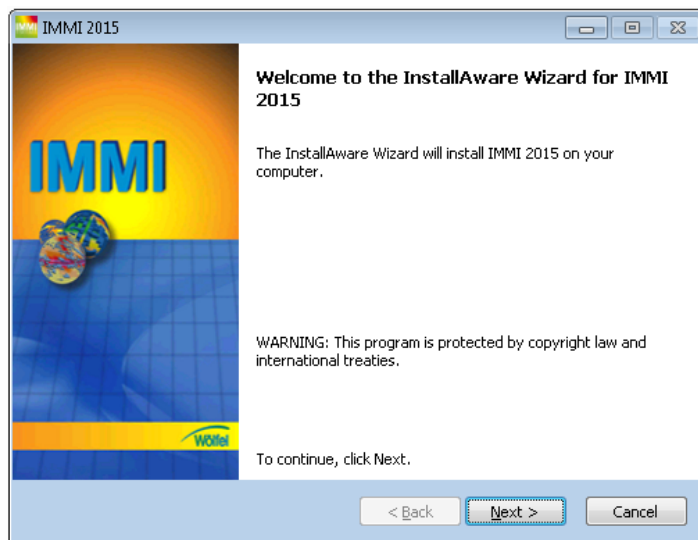 IMMI 2015
Welcome to the InstallAware Wizard for IMMI
2015
The InstallAware Wizard will install IMMI 2015 on your
computer.
IMMI
WARNING: This program is protected by copyright law and
international treaties.
Wölfel
To continue, click Next.
< Back
Next >
Cancel